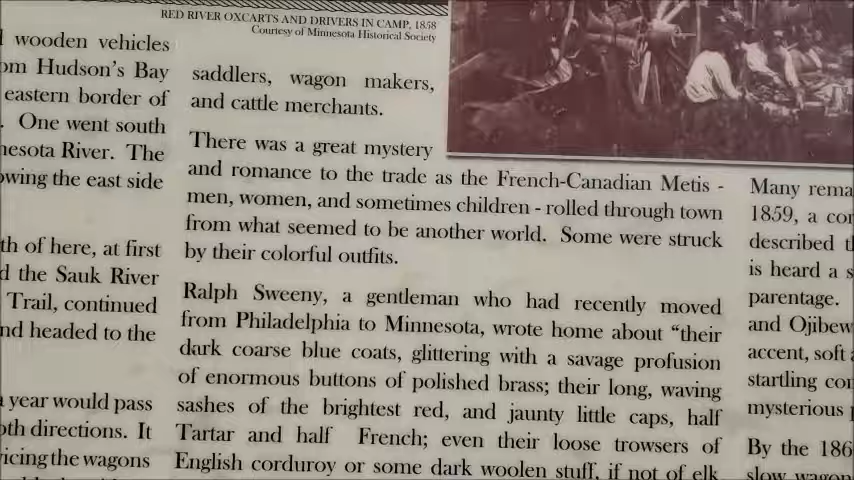 RED RIVER OXCARTS AND DRIVERS IN CAMP, 1858
Courtesy of Minnesota Historical Society
wooden vehicles
om Hudson's Bay
eastern border of
. One went south
nesota River. The
owing the east side
th of here, at first
d the Sauk River
Trail, continued
nd headed to the
year would pass
oth directions. It
icing the wagons
saddlers, wagon makers,
and cattle merchants.
There was a great mystery
and romance to the trade as the French-Canadian Metis -
men, women, and sometimes children - rolled through town
from what seemed to be another world. Some were struck
by their colorful outfits.
Ralph Sweeny, a gentleman who had recently moved
from Philadelphia to Minnesota, wrote home about "their
dark coarse blue coats, glittering with a savage profusion
of enormous buttons of polished brass; their long, waving
sashes of the brightest red, and jaunty little caps, half
Tartar and half French; even their loose trowsers of
English corduroy or some dark woolen stuff, if not of elk
Many rema
1859, a cor
described t
is heard a s
parentage.
and Ojibew
accent, soft
startling con
mysterious
By the 186
slow wagon